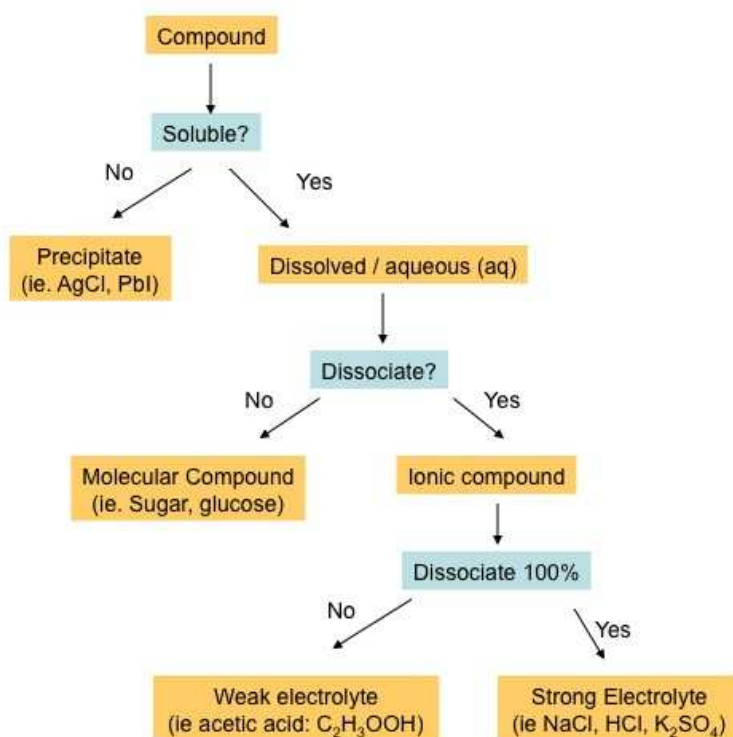 Compound
Soluble?
No
Yes
Precipitate
(ie. AgCl, PbI)
Dissolved / aqueous (aq)
Dissociate?
No
Yes
Molecular Compound
(ie. Sugar, glucose)
Ionic compound
Dissociate 100%
No
Yes
Weak electrolyte
(ie acetic acid: C₂H₃OOH)
Strong Electrolyte
(ie NaCl, HCl, K₂SO₄)